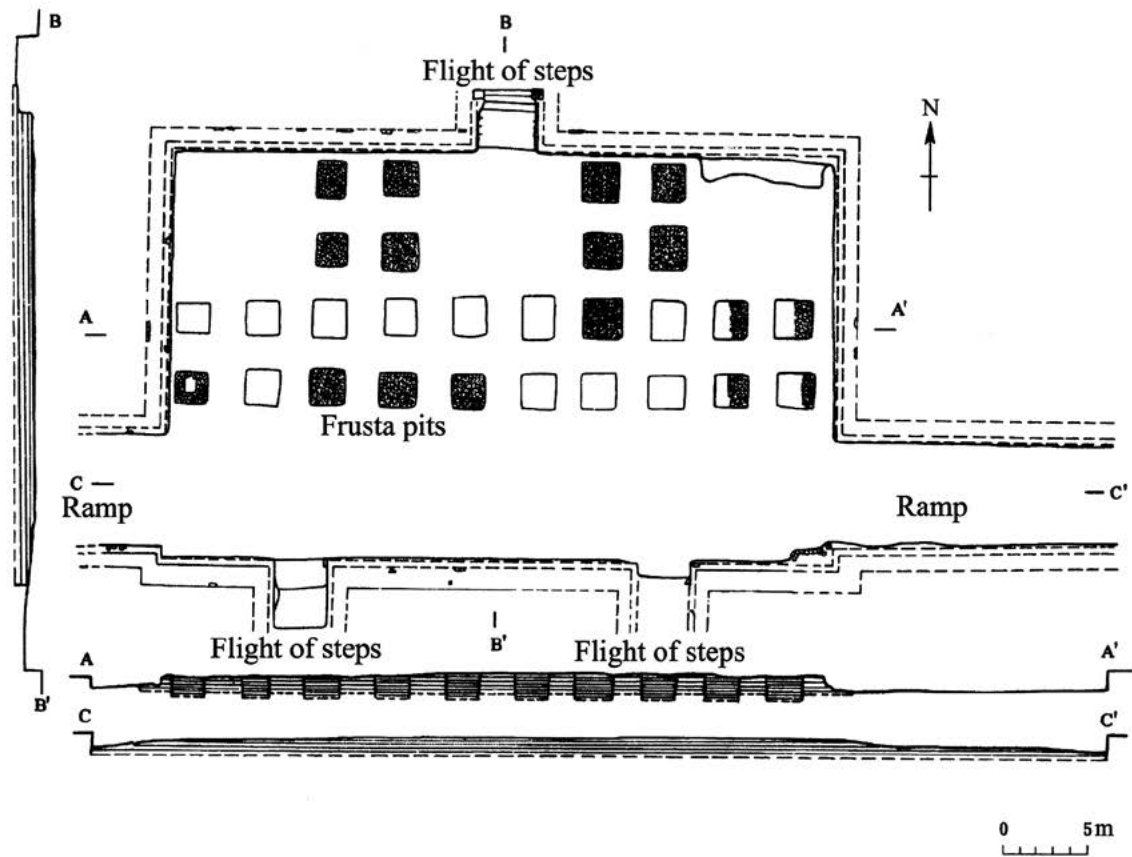 B
B
Flight of steps
N
A
A'
Frusta pits
C
C'
Ramp
Ramp
B'
Flight of steps
Flight of steps
A
A'
B'
C
C'
0 5m